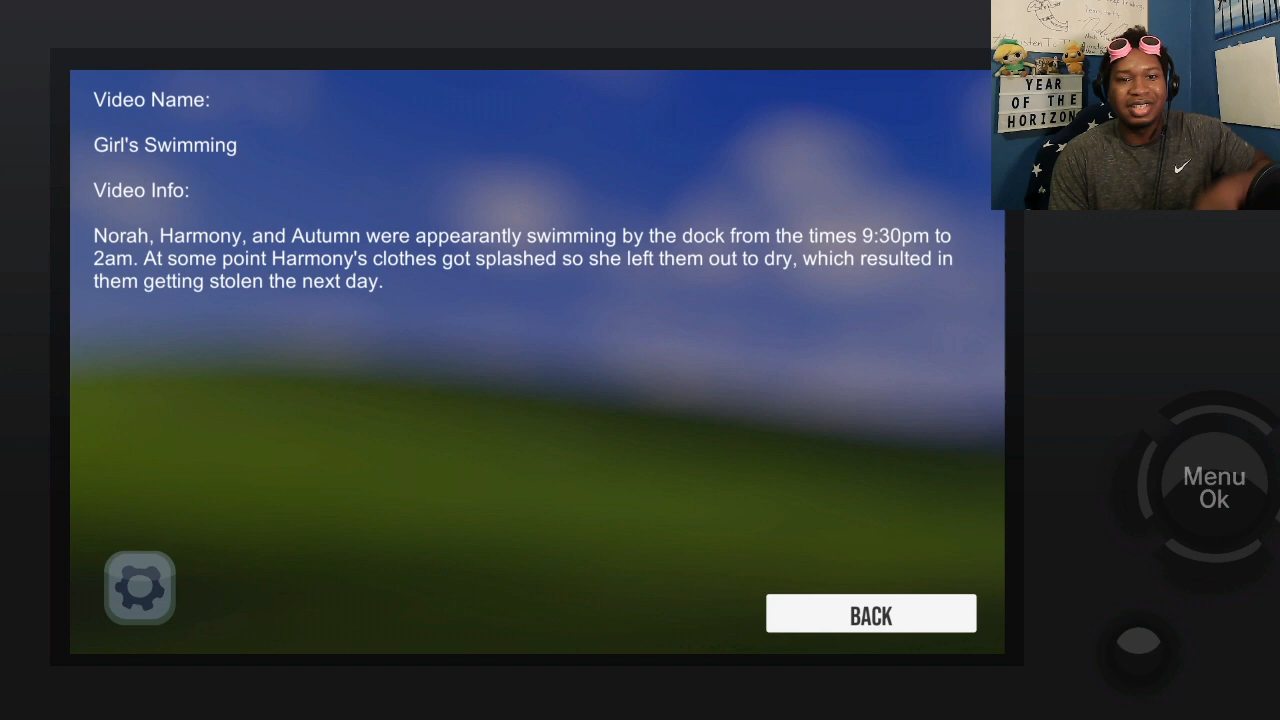 Video Name:
Girl's Swimming
Video Info:
Norah, Harmony, and Autumn were appearantly swimming by the dock from the times 9:30pm to
2am. At some point Harmony's clothes got splashed so she left them out to dry, which resulted in
them getting stolen the next day.
BACK
Menu
Ok
YEAR
OF THE
HORIZON